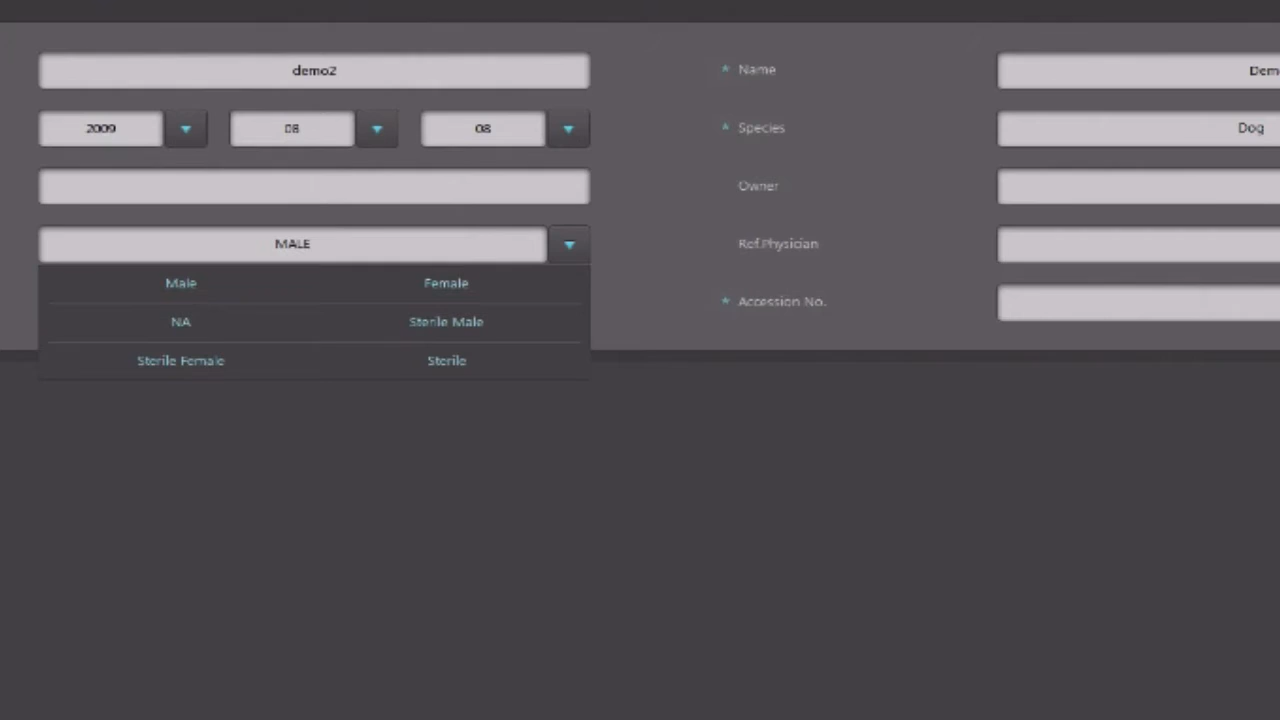 demo2
* Name
Dem
2009 08 08
* Species
Dog
Owner
MALE
Ref.Physician
Male Female
* Accession No.
NA Sterile Male
Sterile Female Sterile